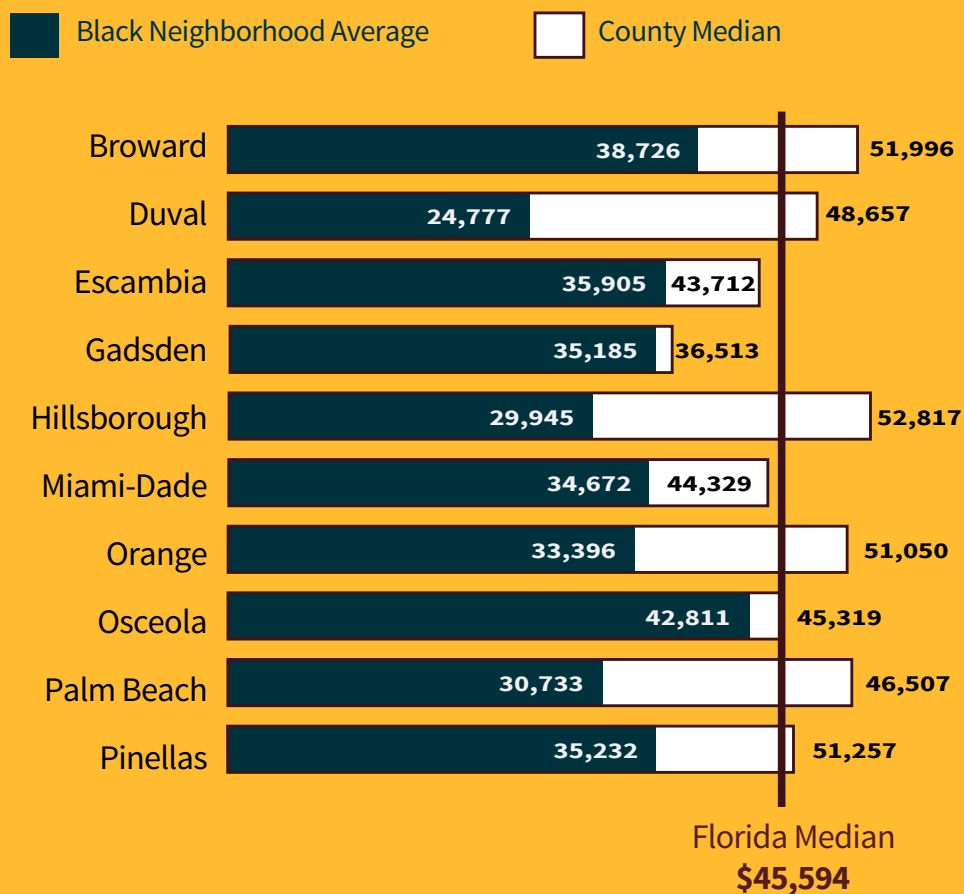 Black Neighborhood Average County Median
Broward 38,726 51,996
Duval 24,777 48,657
Escambia 35,905 43,712
Gadsden 35,185 36,513
Hillsborough 29,945 52,817
Miami-Dade 34,672 44,329
Orange 33,396 51,050
Osceola 42,811 45,319
Palm Beach 30,733 46,507
Pinellas 35,232 51,257
Florida Median
$45,594